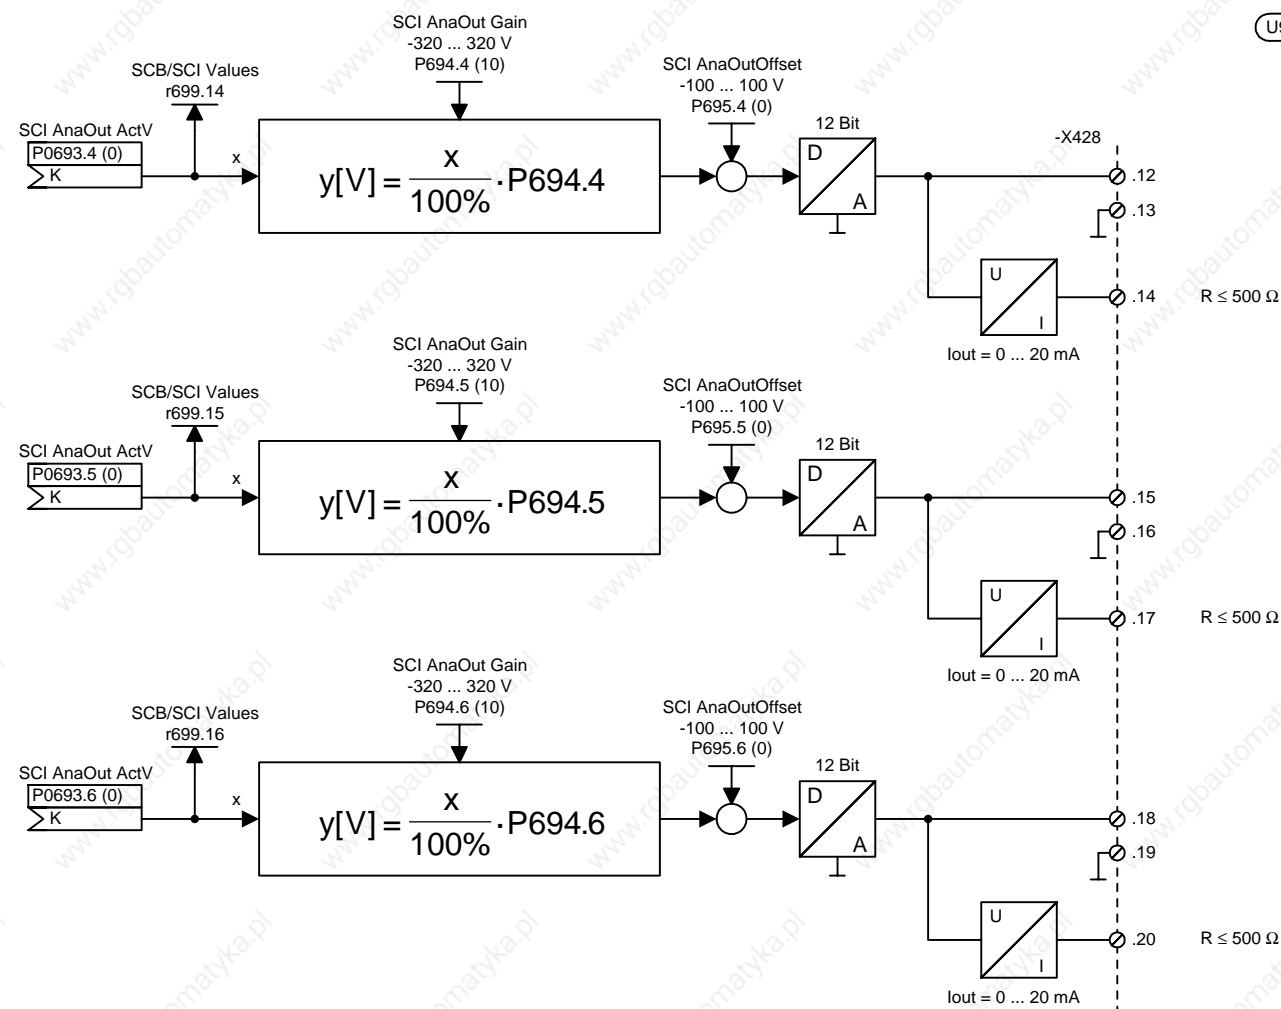 SCI AnaOut Gain
-320 ... 320 V
P694.4 (10)
SCB/SCI Values
r699.14
SCI AnaOutOffset
-100 ... 100 V
P695.4 (0)
SCI AnaOut ActV
P0693.4 (0)
K
x
y[V] = x / 100% · P694.4
12 Bit
D
A
-X428
.12
.13
U
I
.14
R ≤ 500 Ω
Iout = 0 ... 20 mA
SCI AnaOut Gain
-320 ... 320 V
P694.5 (10)
SCB/SCI Values
r699.15
SCI AnaOutOffset
-100 ... 100 V
P695.5 (0)
SCI AnaOut ActV
P0693.5 (0)
K
x
y[V] = x / 100% · P694.5
12 Bit
D
A
.15
.16
U
I
.17
R ≤ 500 Ω
Iout = 0 ... 20 mA
SCI AnaOut Gain
-320 ... 320 V
P694.6 (10)
SCB/SCI Values
r699.16
SCI AnaOutOffset
-100 ... 100 V
P695.6 (0)
SCI AnaOut ActV
P0693.6 (0)
K
x
y[V] = x / 100% · P694.6
12 Bit
D
A
.18
.19
U
I
.20
R ≤ 500 Ω
Iout = 0 ... 20 mA
www.rgbautomatyka.pl